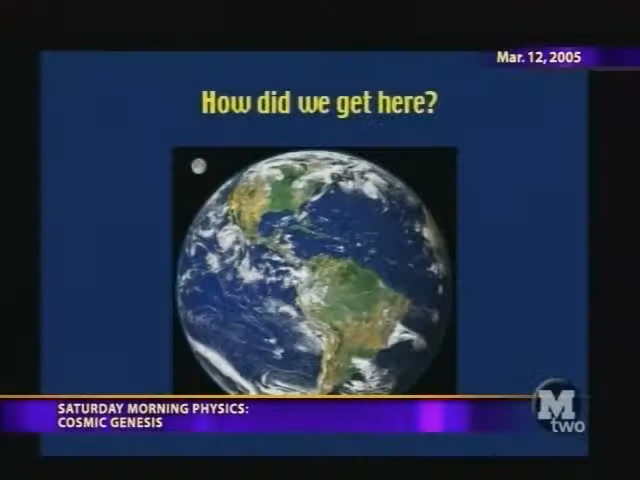 Mar. 12, 2005
How did we get here?
SATURDAY MORNING PHYSICS:
COSMIC GENESIS
M
two